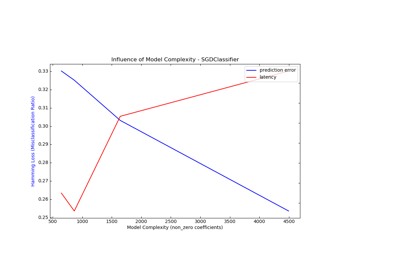 Influence of Model Complexity - SGDClassifier
prediction error
latency
Hamming Loss (Misclassification Ratio)
0.33
0.32
0.31
0.30
0.29
0.28
0.27
0.26
0.25
500 1000 1500 2000 2500 3000 3500 4000 4500
Model Complexity (non_zero coefficients)